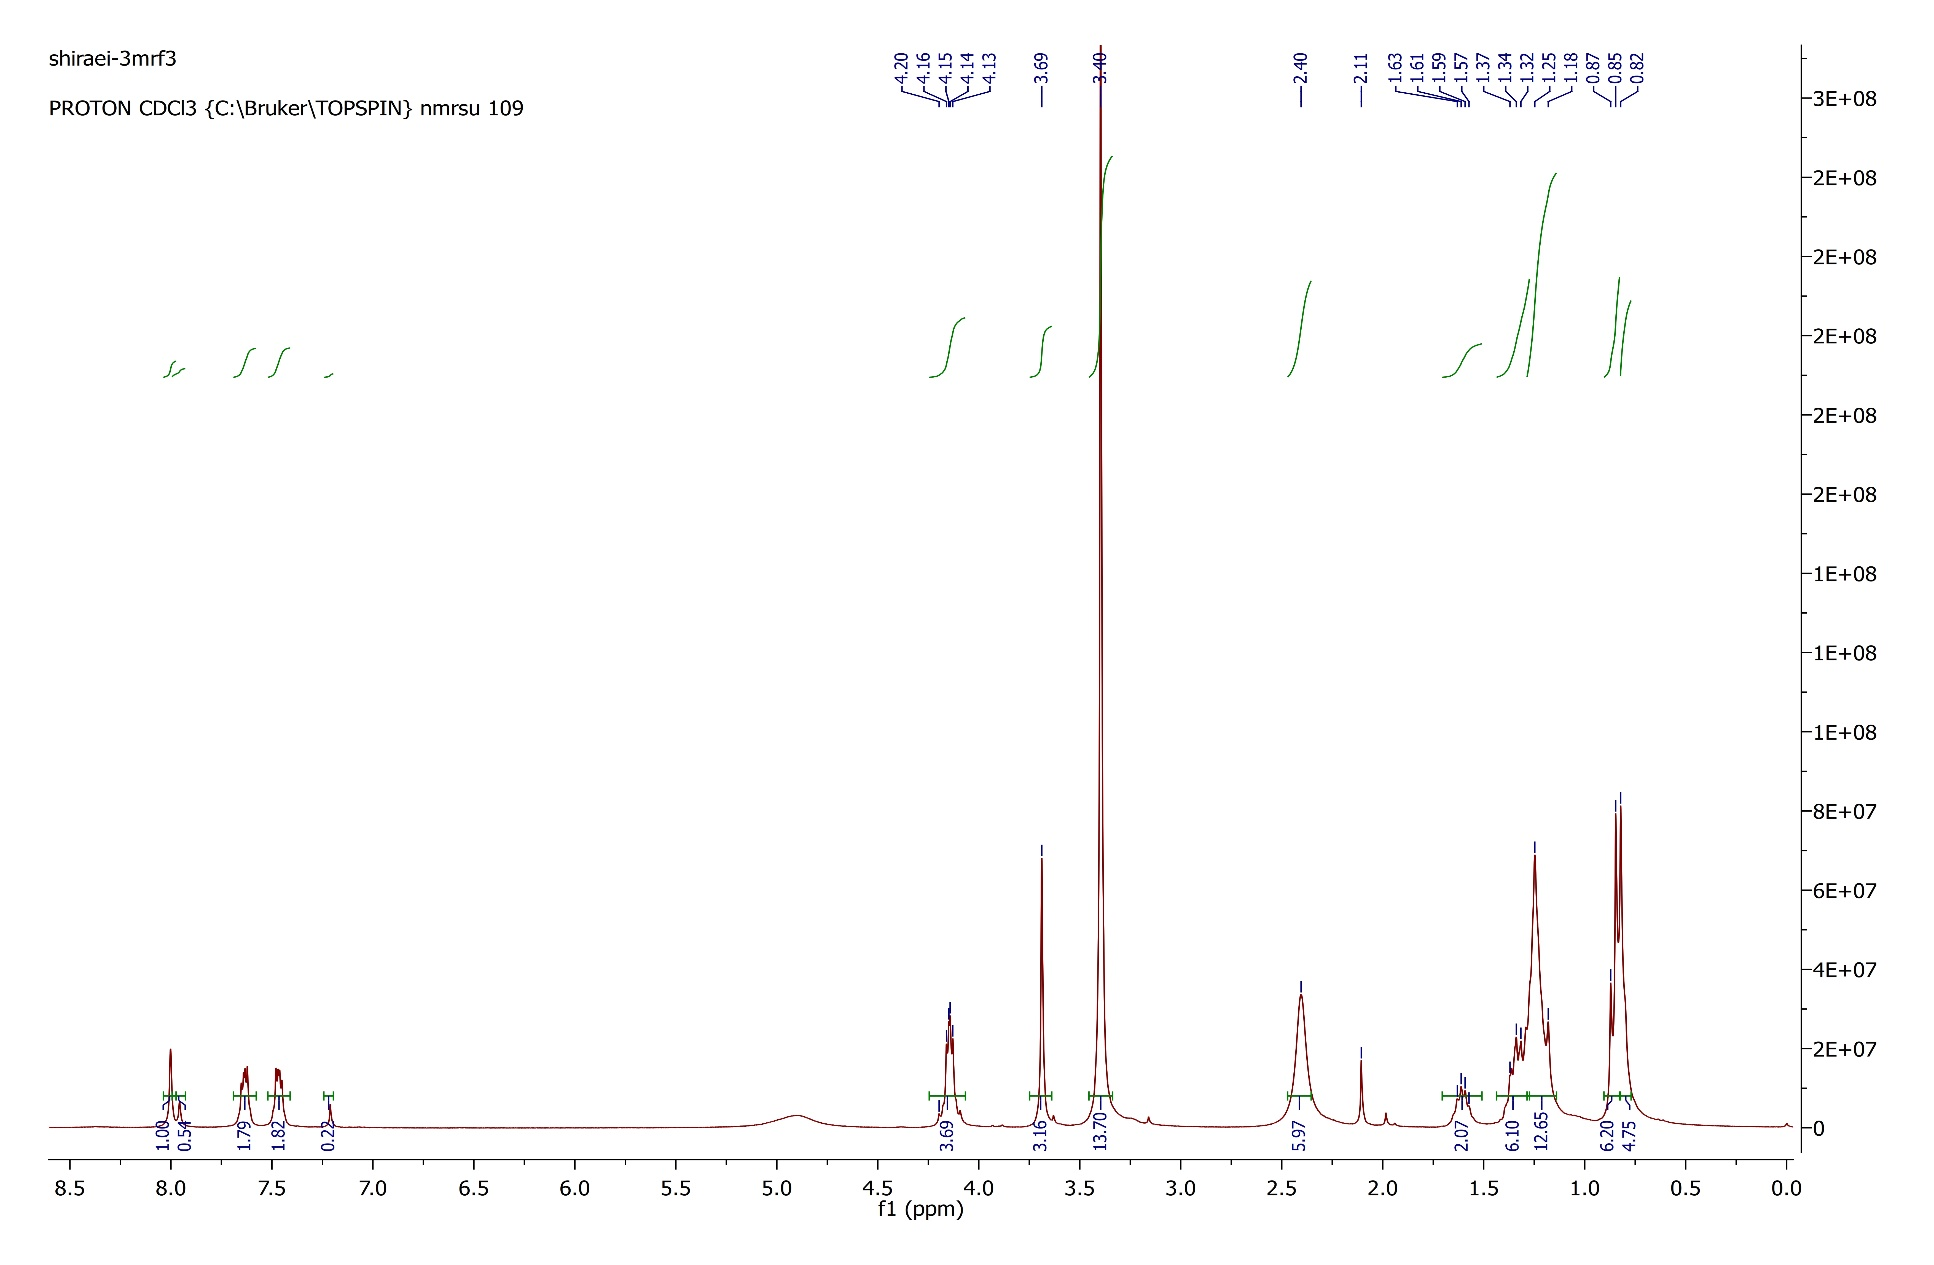 shiraei-3mrf3
PROTON CDCl3 {C:\Bruker\TOPSPIN} nmrsu 109
4.20
4.16
4.15
4.14
4.13
3.69
3.40
2.40
2.11
1.63
1.61
1.59
1.57
1.37
1.34
1.32
1.25
1.18
0.87
0.85
0.82
3E+08
2E+08
2E+08
2E+08
2E+08
2E+08
1E+08
1E+08
1E+08
8E+07
6E+07
4E+07
2E+07
0
1.00
0.54
1.79
1.82
0.22
3.69
3.16
13.70
5.97
2.07
6.10
12.65
6.20
4.75
8.5 8.0 7.5 7.0 6.5 6.0 5.5 5.0 4.5 4.0 3.5 3.0 2.5 2.0 1.5 1.0 0.5 0.0
f1 (ppm)